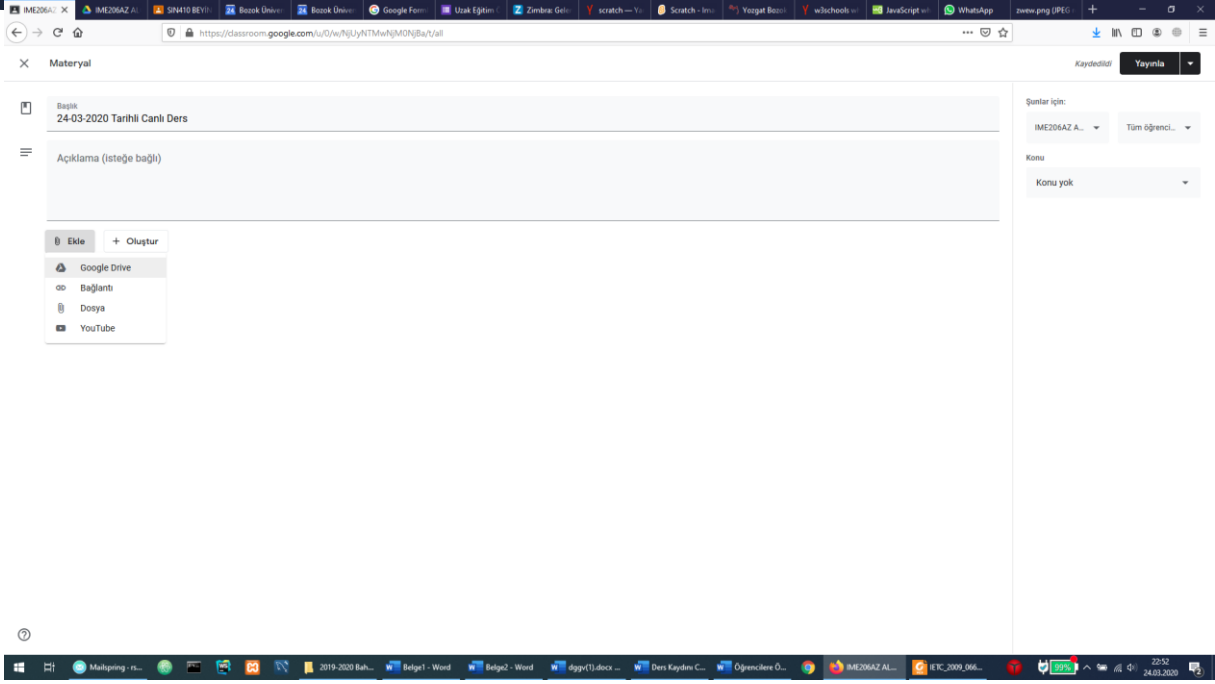 IME206AZ
IME206AZ AL
SIN410 BEYİN
Bozok Üniver
Bozok Üniver
Google Form
Uzak Eğitim
Zimbra: Gele
scratch — Ya
Scratch - Ima
Yozgat Bozok
w3schools
JavaScript
WhatsApp
zwew.png (JPEG
https://classroom.google.com/u/0/w/NjUyNTMwNjM0NjBa/t/all
Materyal
Kaydedildi
Yayınla
Başlık
24-03-2020 Tarihli Canlı Ders
Açıklama (isteğe bağlı)
Ekle
+ Oluştur
Google Drive
Bağlantı
Dosya
YouTube
Şunlar için:
IME206AZ A...
Tüm öğrenci...
Konu
Konu yok
Mailspring - rs...
2019-2020 Bah...
Belge1 - Word
Belge2 - Word
dggv(1).docx ...
Ders Kaydını C...
Öğrencilere Ö...
IME206AZ AL...
IETC_2009_066...
99%
22:52
24.03.2020